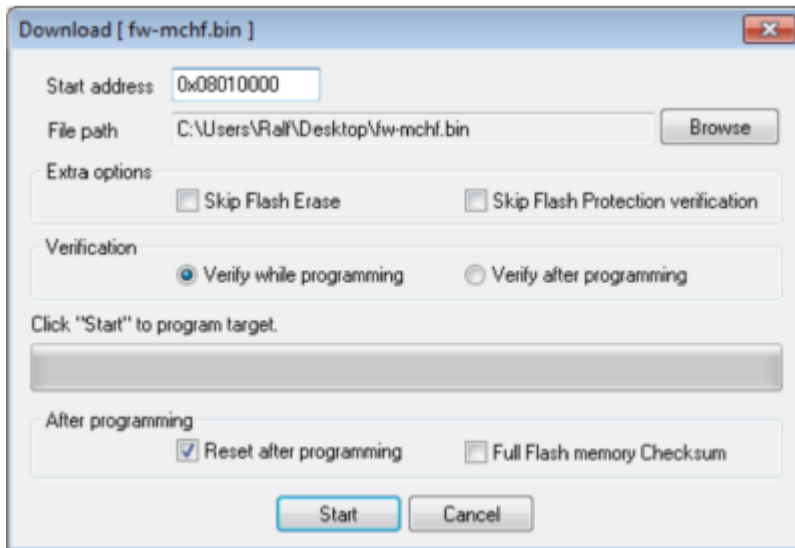 Download [ fw-mchf.bin ]
Start address 0x08010000
File path C:\Users\Ralf\Desktop\fw-mchf.bin Browse
Extra options
Skip Flash Erase Skip Flash Protection verification
Verification
Verify while programming Verify after programming
Click "Start" to program target.
After programming
Reset after programming Full Flash memory Checksum
Start Cancel